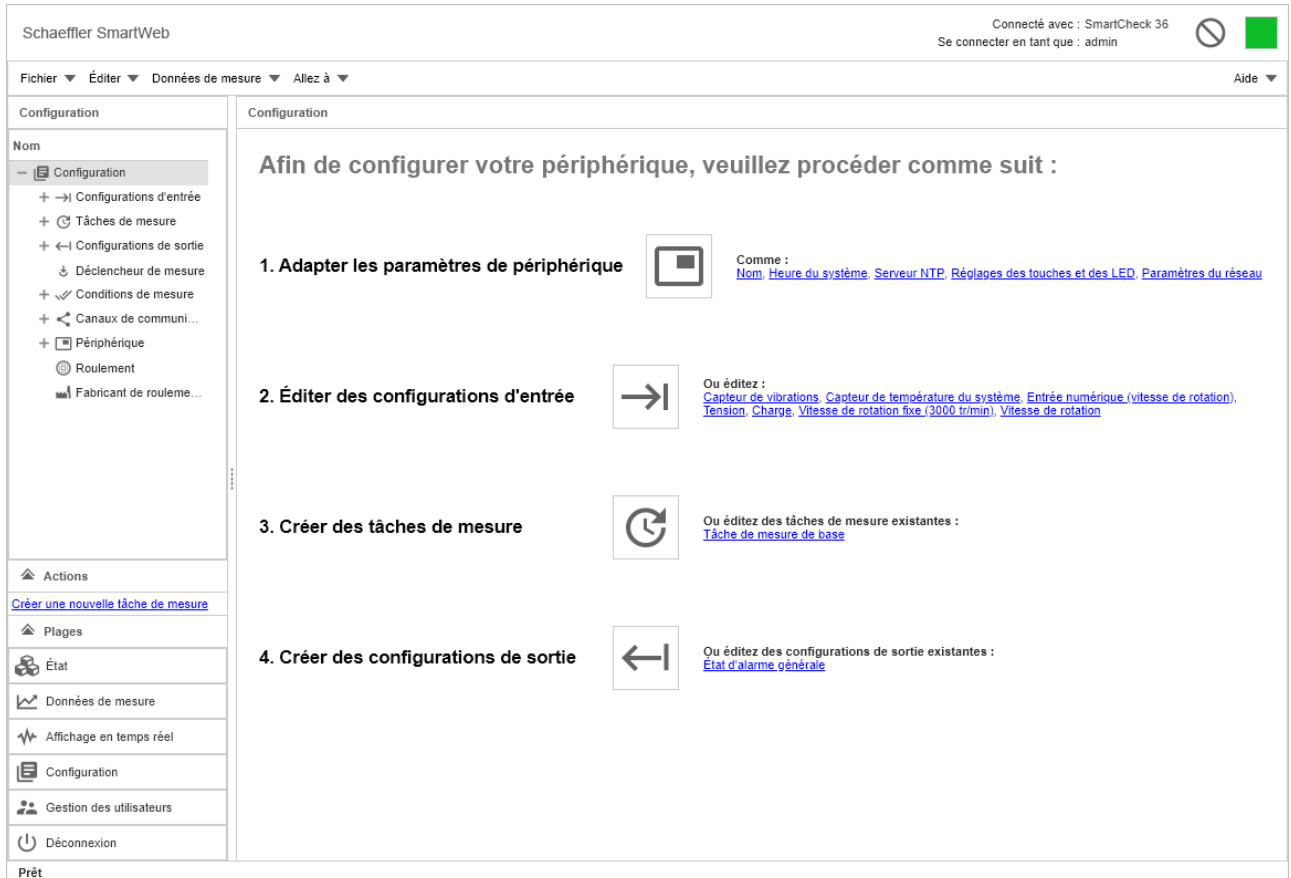 Schaeffler SmartWeb
Connecté avec : SmartCheck 36
Se connecter en tant que : admin
Fichier Éditer Données de mesure Allez à Aide
Configuration
Nom
Configuration
Configurations d'entrée
Tâches de mesure
Configurations de sortie
Déclencheur de mesure
Conditions de mesure
Canaux de communi...
Périphérique
Roulement
Fabricant de rouleme...
Actions
Créer une nouvelle tâche de mesure
Plages
État
Données de mesure
Affichage en temps réel
Configuration
Gestion des utilisateurs
Déconnexion
Configuration
Afin de configurer votre périphérique, veuillez procéder comme suit :
1. Adapter les paramètres de périphérique
Comme :
Nom, Heure du système, Serveur NTP, Réglages des touches et des LED, Paramètres du réseau
2. Éditer des configurations d'entrée
Ou éditez :
Capteur de vibrations, Capteur de température du système, Entrée numérique (vitesse de rotation),
Tension, Charge, Vitesse de rotation fixe (3000 tr/min), Vitesse de rotation
3. Créer des tâches de mesure
Ou éditez des tâches de mesure existantes :
Tâche de mesure de base
4. Créer des configurations de sortie
Ou éditez des configurations de sortie existantes :
État d'alarme générale
Prêt